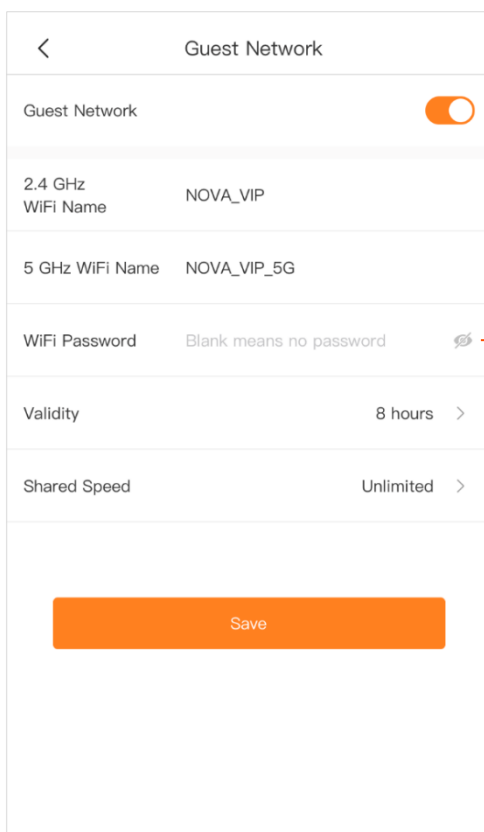 Guest Network
Guest Network
2.4 GHz
WiFi Name
NOVA_VIP
5 GHz WiFi Name NOVA_VIP_5G
WiFi Password Blank means no password
Validity 8 hours
Shared Speed Unlimited
Save